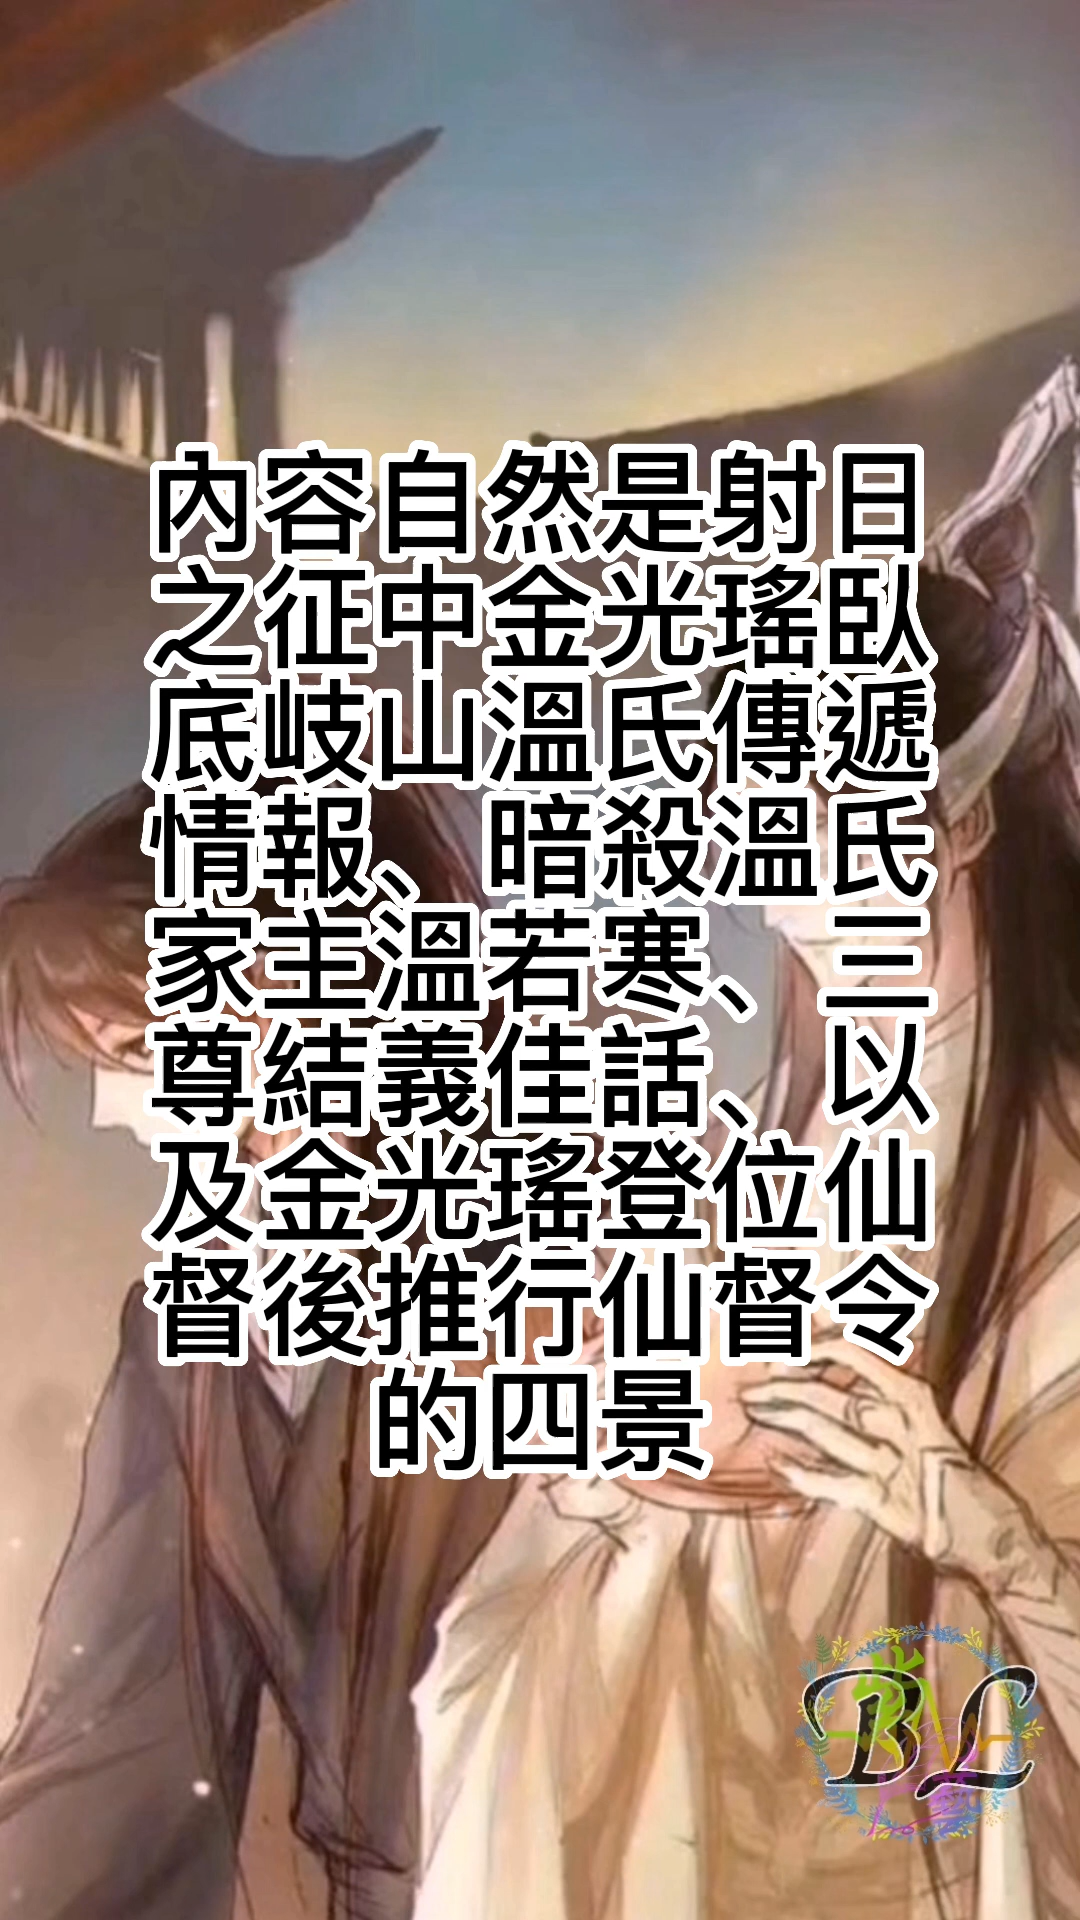 內容自然是射日
之征中金光瑤臥
底岐山溫氏傳遞
情報、暗殺溫氏
家主溫若寒、三
尊結義佳話、以
及金光瑤登位仙
督後推行仙督令
的四景
BL